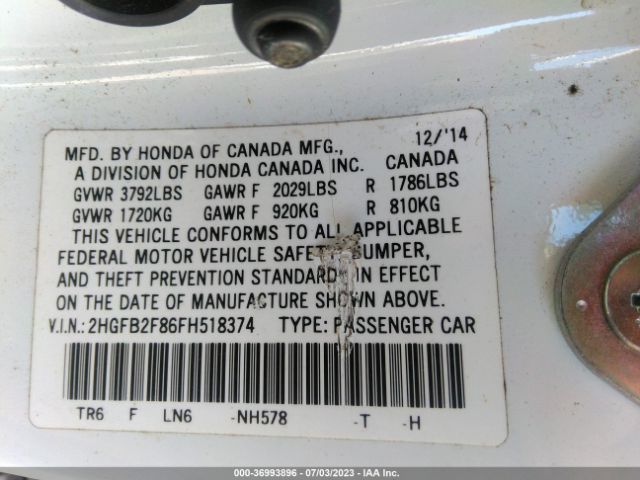 MFD. BY HONDA OF CANADA MFG., 12/'14
A DIVISION OF HONDA CANADA INC. CANADA
GVWR 3792LBS GAWR F 2029LBS R 1786LBS
GVWR 1720KG GAWR F 920KG R 810KG
THIS VEHICLE CONFORMS TO ALL APPLICABLE
FEDERAL MOTOR VEHICLE SAFETY, BUMPER,
AND THEFT PREVENTION STANDARDS IN EFFECT
ON THE DATE OF MANUFACTURE SHOWN ABOVE.
V.I.N.: 2HGFB2F86FH518374 TYPE: PASSENGER CAR
TR6 F LN6 -NH578 -T -H
000-36993896 - 07/03/2023 - IAAI.COM